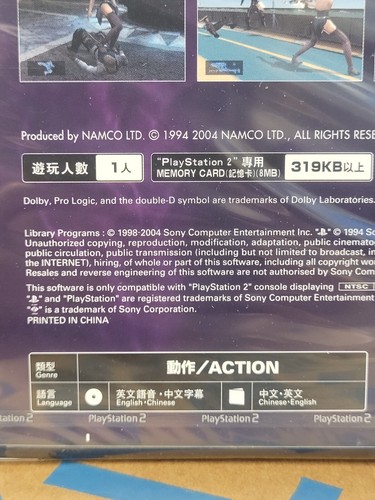 Produced by NAMCO LTD. © 1994 2004 NAMCO LTD., ALL RIGHTS RESE
遊玩人數 1人 "PlayStation 2"專用 319KB以上
MEMORY CARD(記憶卡)(8MB)
Dolby, Pro Logic, and the double-D symbol are trademarks of Dolby Laboratories.
Library Programs : © 1998-2004 Sony Computer Entertainment Inc. " " © 1994 So
Unauthorized copying, reproduction, modification, adaptation, public cinemato
public circulation, public transmission (including but not limited to broadcast, in
the INTERNET), hiring, of whole or part of this software, including all copyright wo
Resales and reverse engineering of this software are not authorised by Sony Com
This software is only compatible with "PlayStation 2" console displaying NTSC
" " and "PlayStation" are registered trademarks of Sony Computer Entertainment
" " is a trademark of Sony Corporation.
PRINTED IN CHINA
類型 動作/ACTION
Genre
語言 英文語音·中文字幕 中文·英文
Language English·Chinese Chinese·English
tation 2 PlayStation 2 PlayStation 2 PlayStation 2